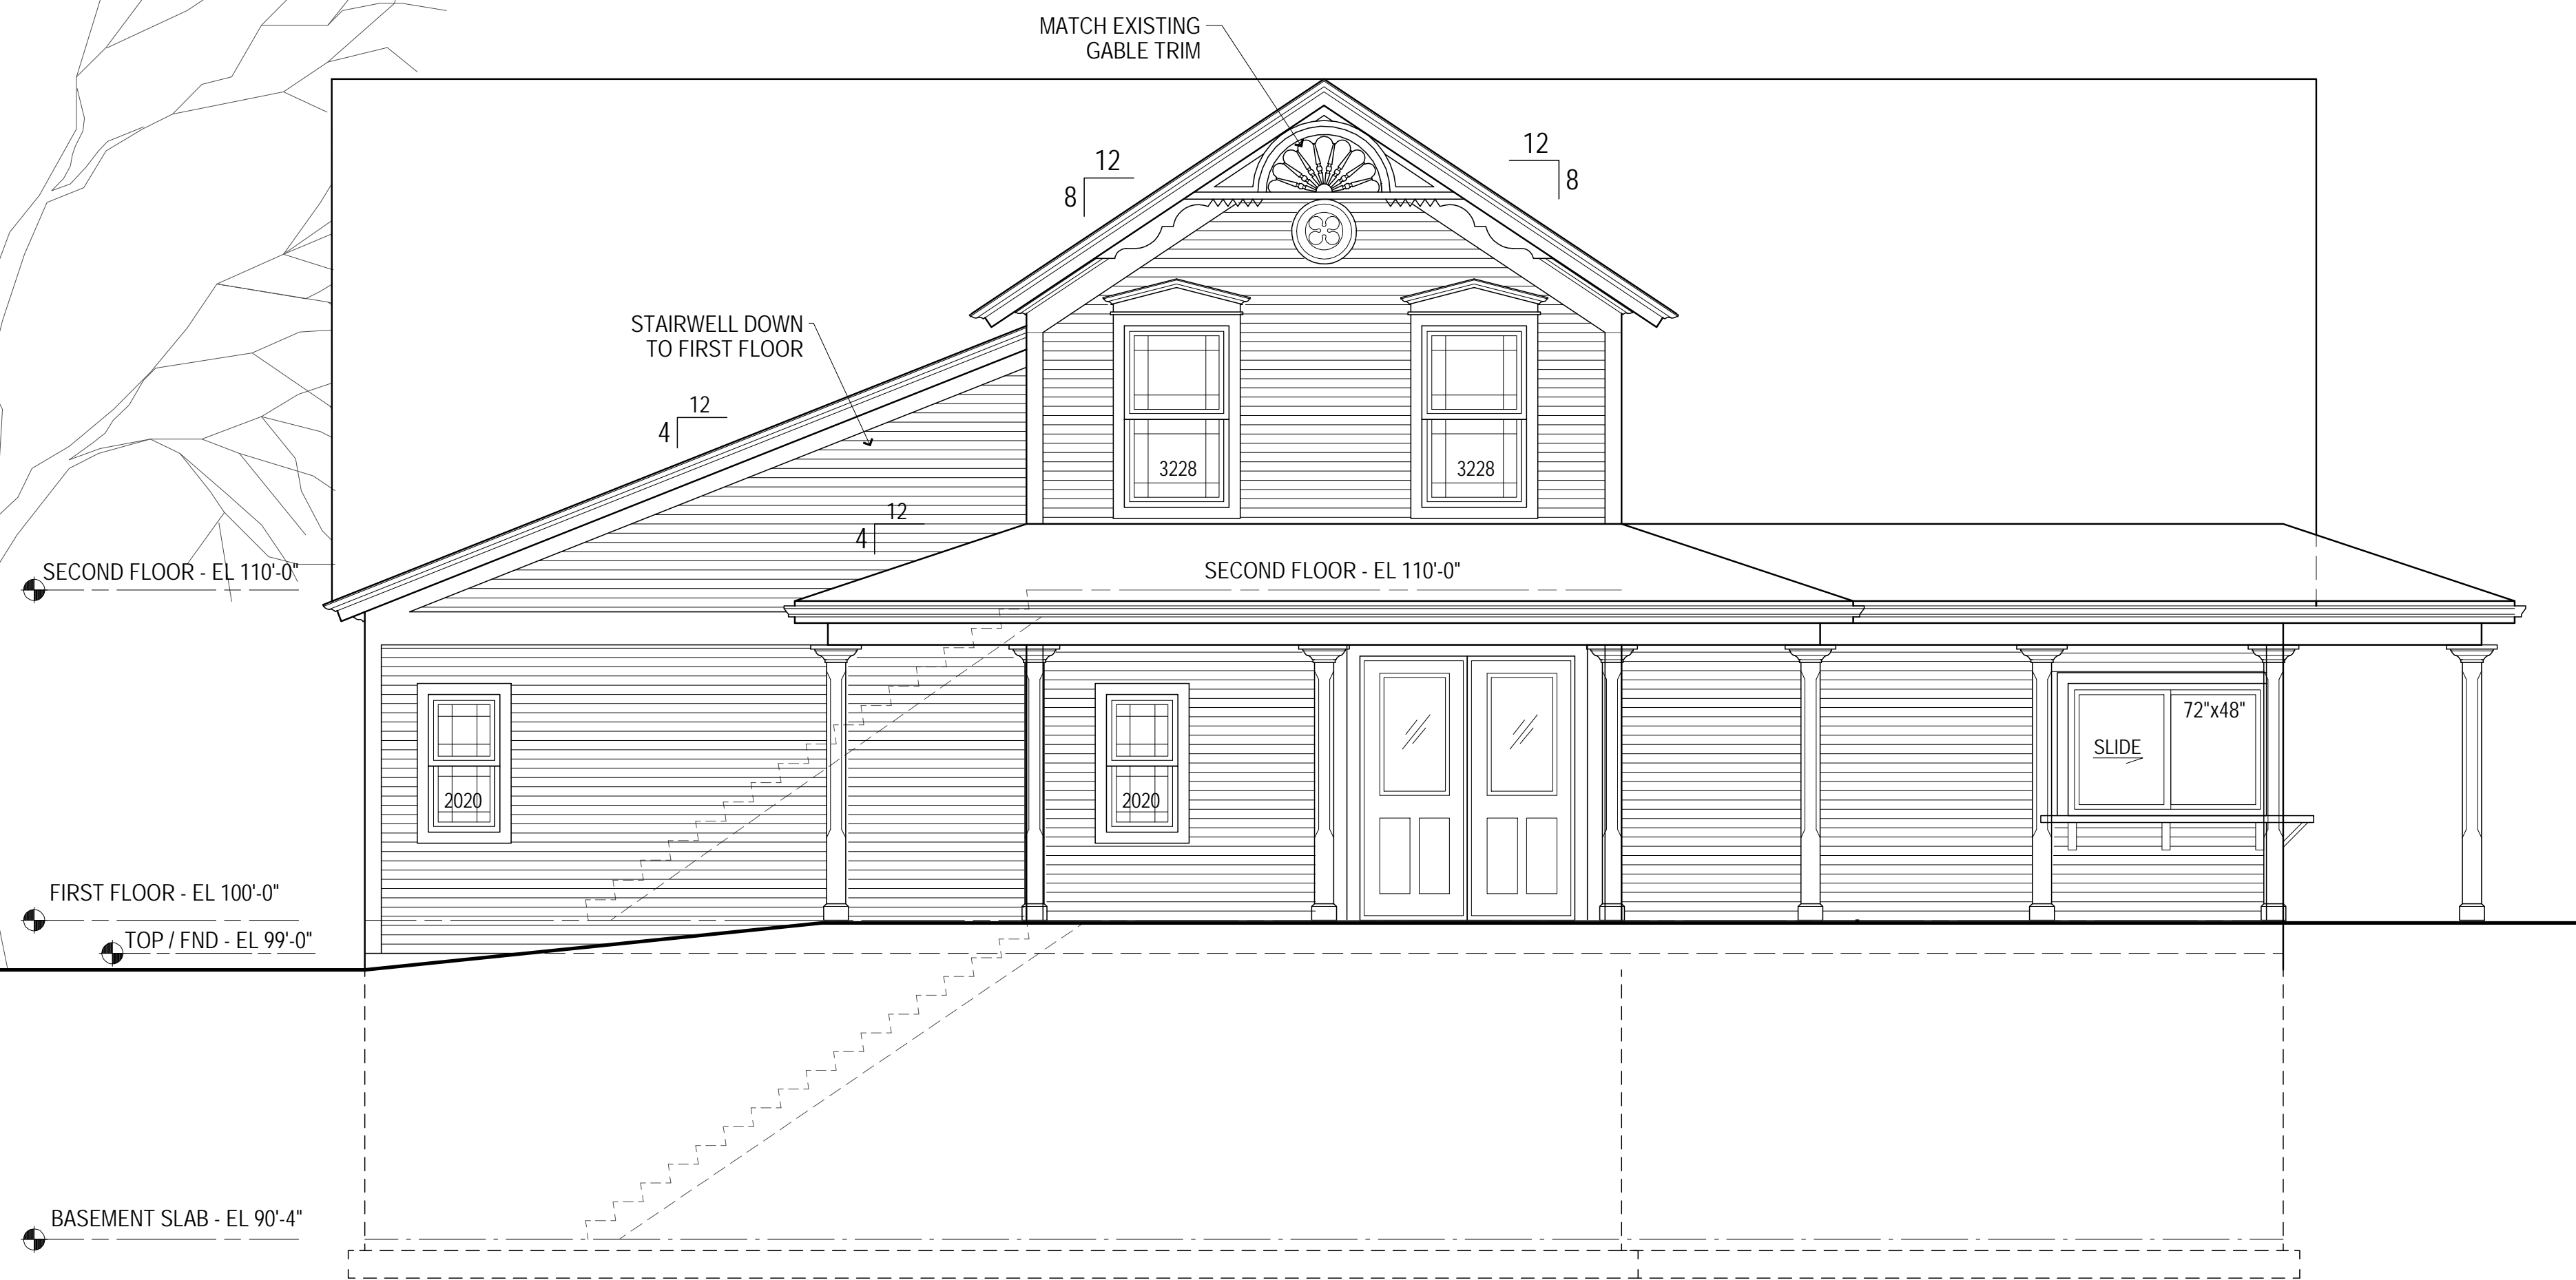 MATCH EXISTING
GABLE TRIM
12
8
12
8
STAIRWELL DOWN
TO FIRST FLOOR
12
4
3228
3228
12
4
SECOND FLOOR - EL 110'-0"
SECOND FLOOR - EL 110'-0"
72"x48"
SLIDE
2020
2020
FIRST FLOOR - EL 100'-0"
TOP / FND - EL 99'-0"
BASEMENT SLAB - EL 90'-4"